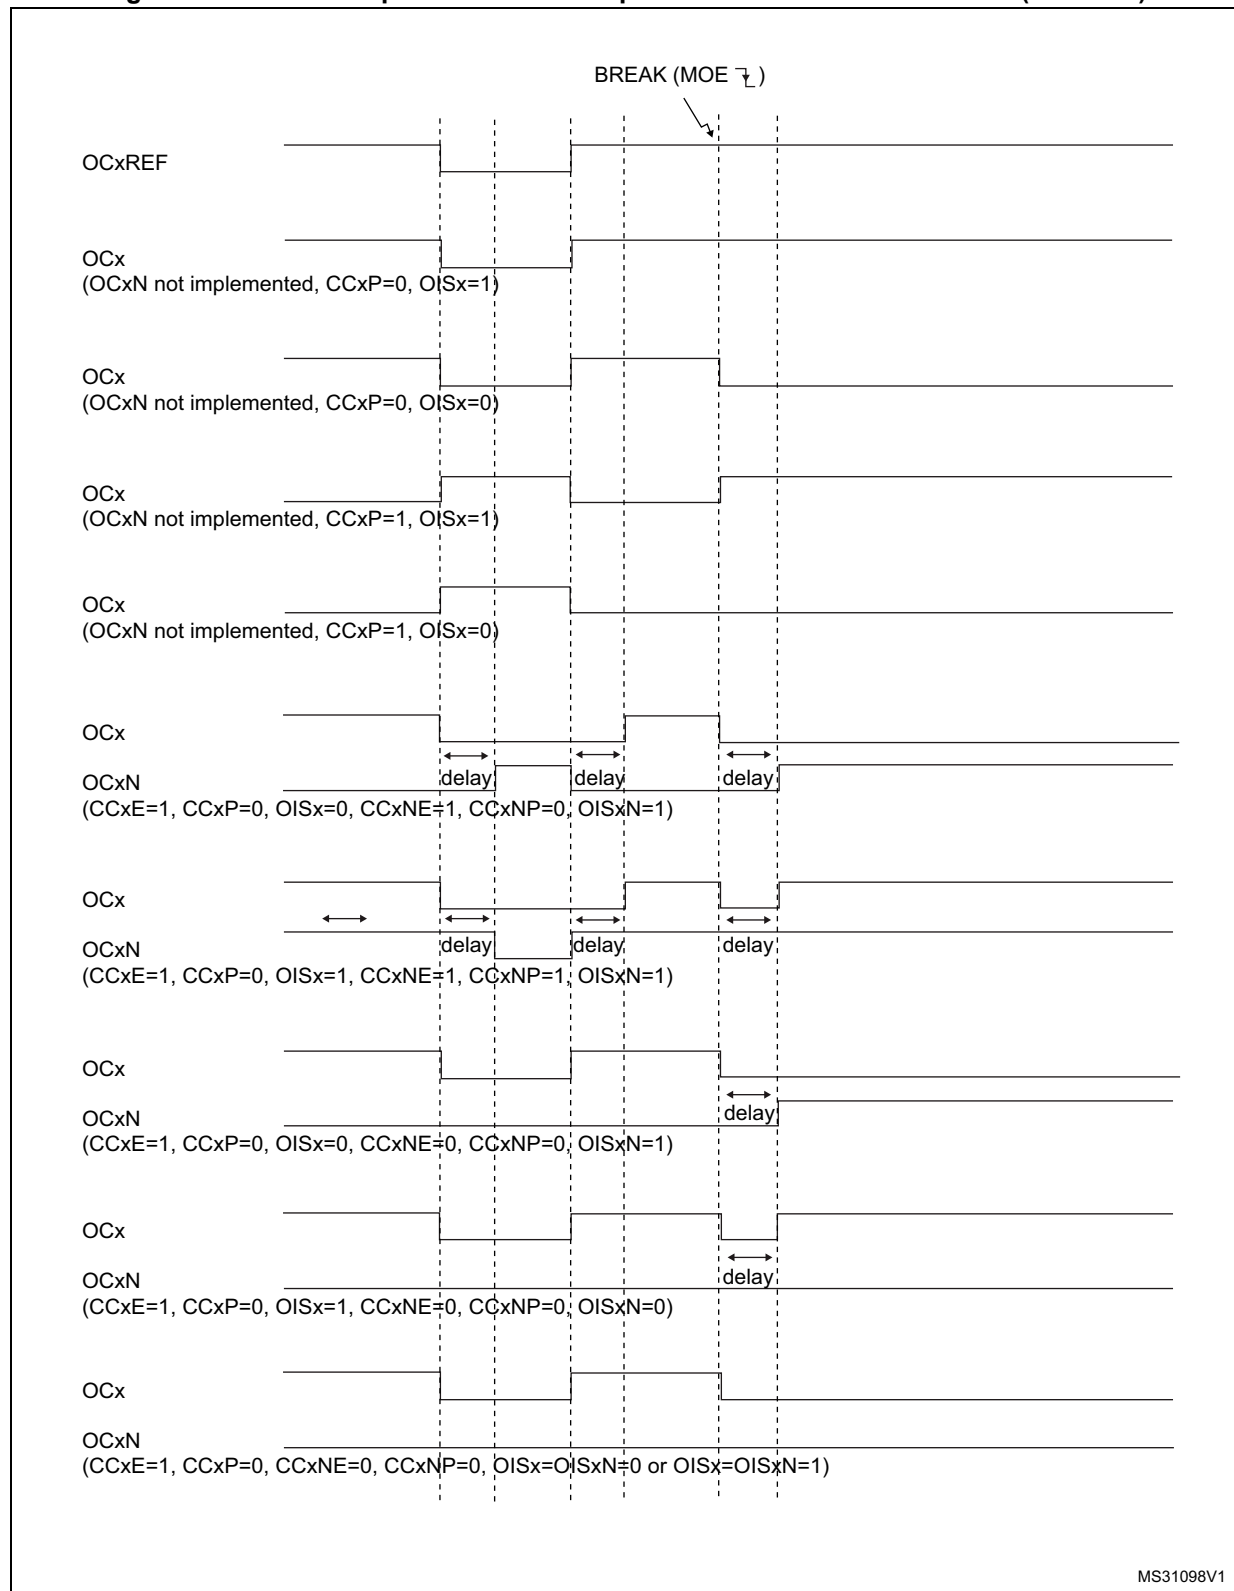 BREAK (MOE )
OCxREF
OCx
(OCxN not implemented, CCxP=0, OISx=1)
OCx
(OCxN not implemented, CCxP=0, OISx=0)
OCx
(OCxN not implemented, CCxP=1, OISx=1)
OCx
(OCxN not implemented, CCxP=1, OISx=0)
OCx
delay delay delay
OCxN
(CCxE=1, CCxP=0, OISx=0, CCxNE=1, CCxNP=0, OISxN=1)
OCx
delay delay delay
OCxN
(CCxE=1, CCxP=0, OISx=1, CCxNE=1, CCxNP=1, OISxN=1)
OCx
delay
OCxN
(CCxE=1, CCxP=0, OISx=0, CCxNE=0, CCxNP=0, OISxN=1)
OCx
delay
OCxN
(CCxE=1, CCxP=0, OISx=1, CCxNE=0, CCxNP=0, OISxN=0)
OCx
OCxN
(CCxE=1, CCxP=0, CCxNE=0, CCxNP=0, OISx=OISxN=0 or OISx=OISxN=1)
MS31098V1